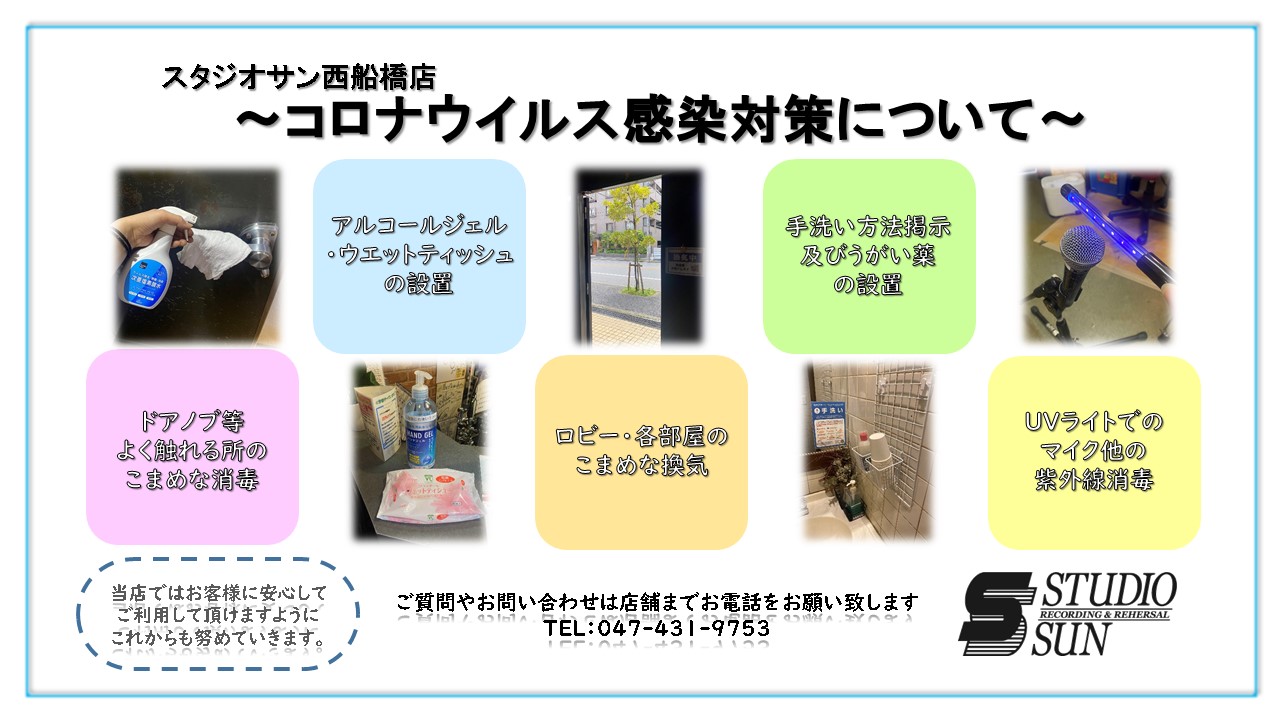 スタジオサン西船橋店
～コロナウイルス感染対策について～
アルコールジェル
・ウエットティッシュ
の設置
手洗い方法掲示
及びうがい薬
の設置
ドアノブ等
よく触れる所の
こまめな消毒
HAND GEL
ロビー・各部屋の
こまめな換気
手洗い
UVライトでの
マイク他の
紫外線消毒
当店ではお客様に安心して
ご利用して頂けますように
これからも努めていきます。
ご質問やお問い合わせは店舗までお電話をお願い致します
TEL:047-431-9753
STUDIO
RECORDING & REHERSAL
SUN